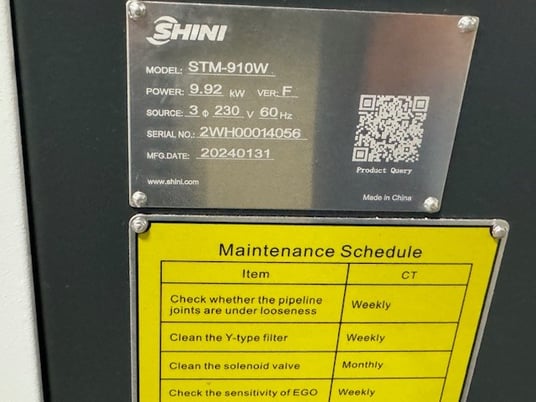 SHINI
MODEL: STM-910W
POWER: 9.92 kW VER: F
SOURCE: 3 Φ 230 V 60 Hz
SERIAL NO.: 2WH00014056
MFG.DATE: 20240131
Product Query
www.shini.com
Made in China
Maintenance Schedule
Item CT
Check whether the pipeline
joints are under looseness
Weekly
Clean the Y-type filter Weekly
Clean the solenoid valve Monthly
Check the sensitivity of EGO Weekly